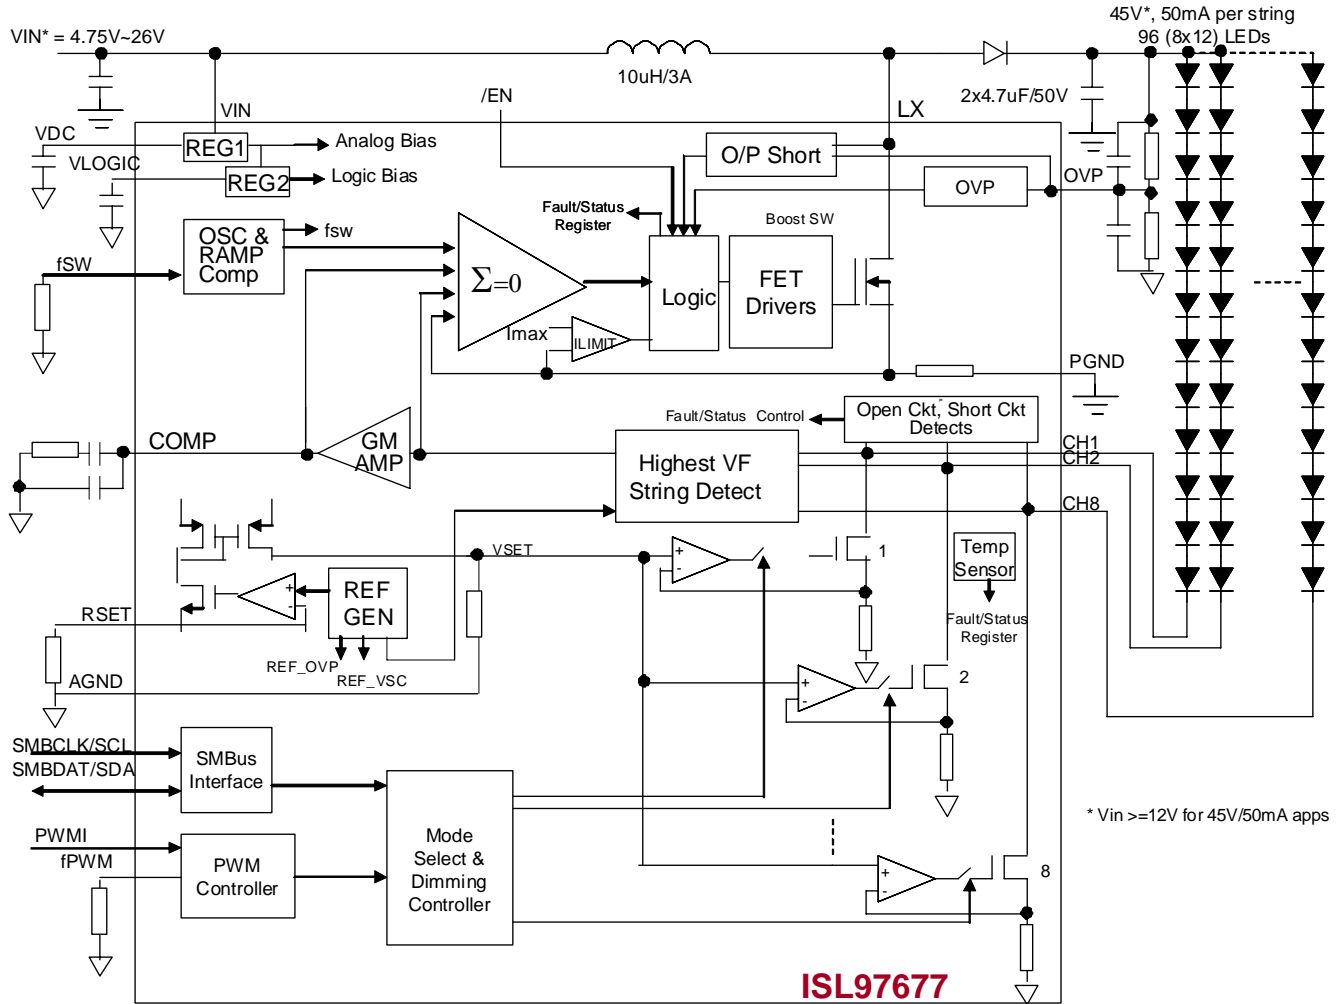 45V*, 50mA per string
96 (8x12) LEDs
VIN* = 4.75V~26V
10uH/3A
2x4.7uF/50V
/EN
LX
VIN
VDC
REG1
Analog Bias
VLOGIC
REG2
Logic Bias
O/P Short
OVP
OVP
Fault/Status
Register
Boost SW
OSC &
RAMP
Comp
fsw
fSW
Σ=0
Logic
FET
Drivers
Imax
ILIMIT
PGND
Fault/Status Control
Open Ckt, Short Ckt
Detects
COMP
GM
AMP
Highest VF
String Detect
CH1
CH2
CH8
VSET
+
-
1
Temp
Sensor
Fault/Status
Register
+
-
REF
GEN
RSET
REF_OVP
REF_VSC
AGND
+
-
2
SMBCLK/SCL
SMBDAT/SDA
SMBus
Interface
* Vin >=12V for 45V/50mA apps
PWMI
fPWM
PWM
Controller
Mode
Select &
Dimming
Controller
+
-
8
ISL97677